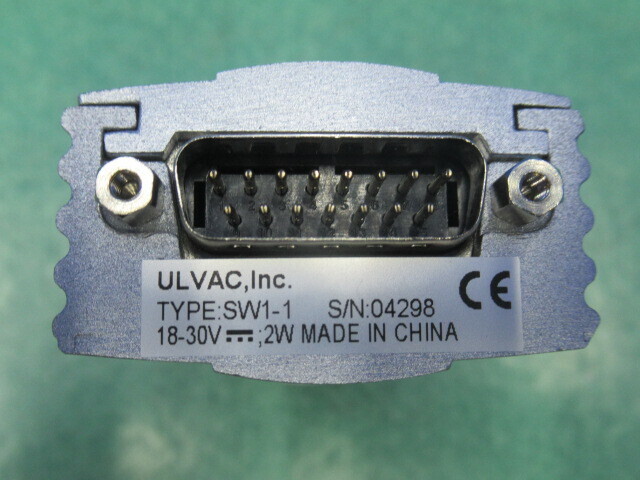 ULVAC,Inc.
TYPE:SW1-1 S/N:04298
18-30V⎓;2W MADE IN CHINA
CE